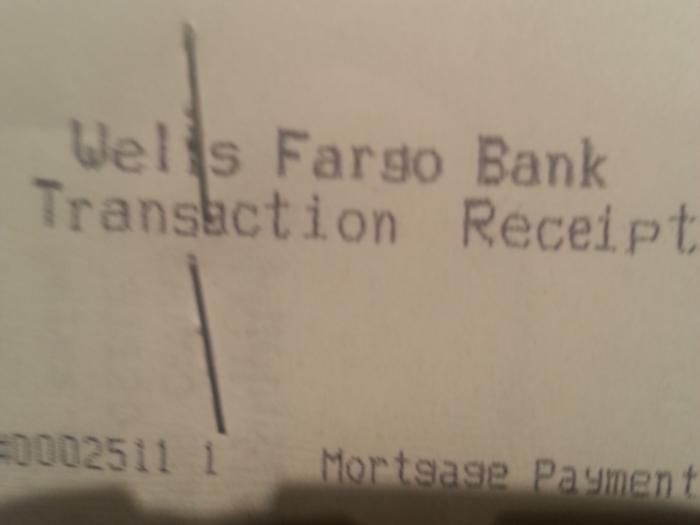 Wells Fargo Bank
Transaction Receipt
#0002511 1 Mortgage Payment